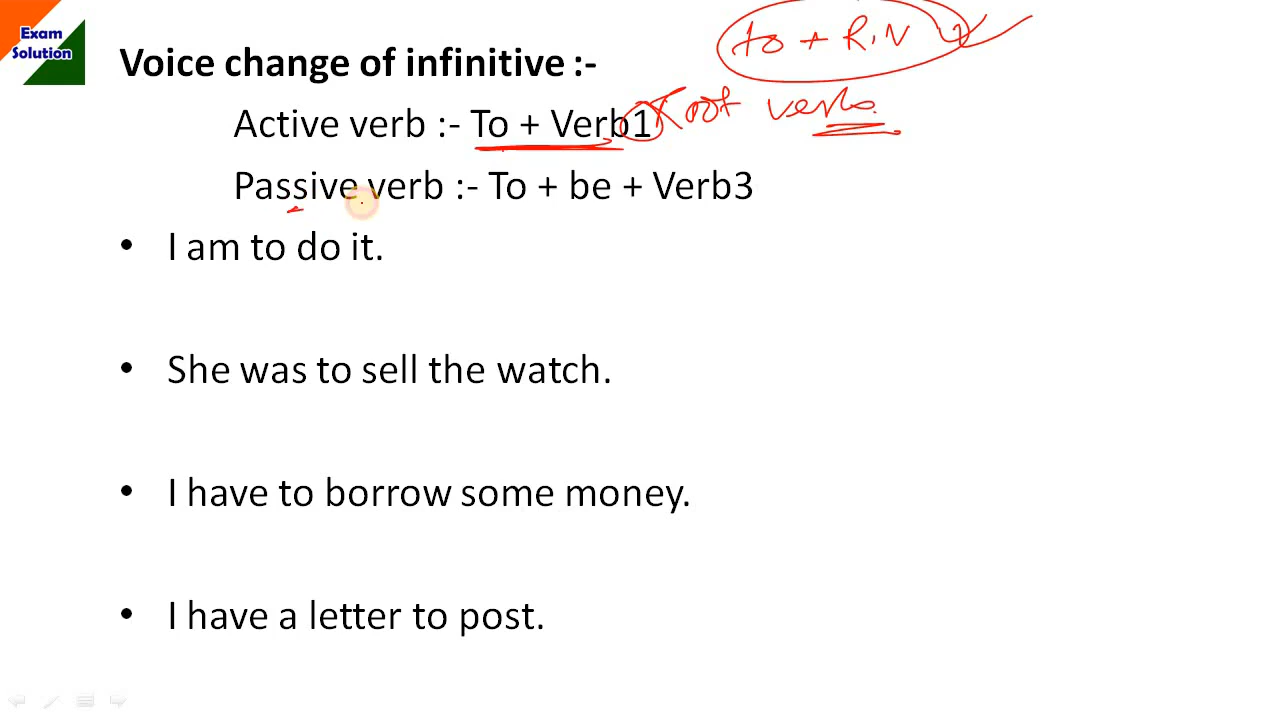 Exam
Solution
to + R.V
Voice change of infinitive :-
Root verb.
Active verb :- To + Verb1
Passive verb :- To + be + Verb3
• I am to do it.
• She was to sell the watch.
• I have to borrow some money.
• I have a letter to post.